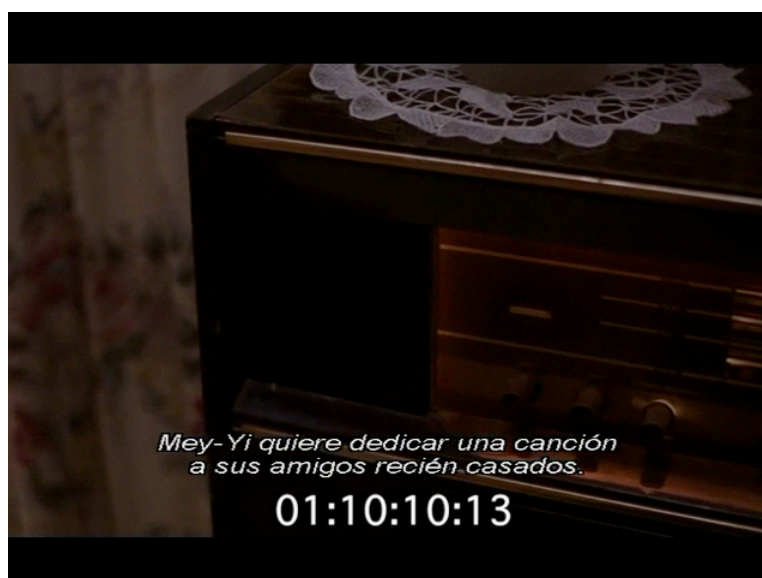 Mey-Yi quiere dedicar una canción
a sus amigos recién casados.
01:10:10:13